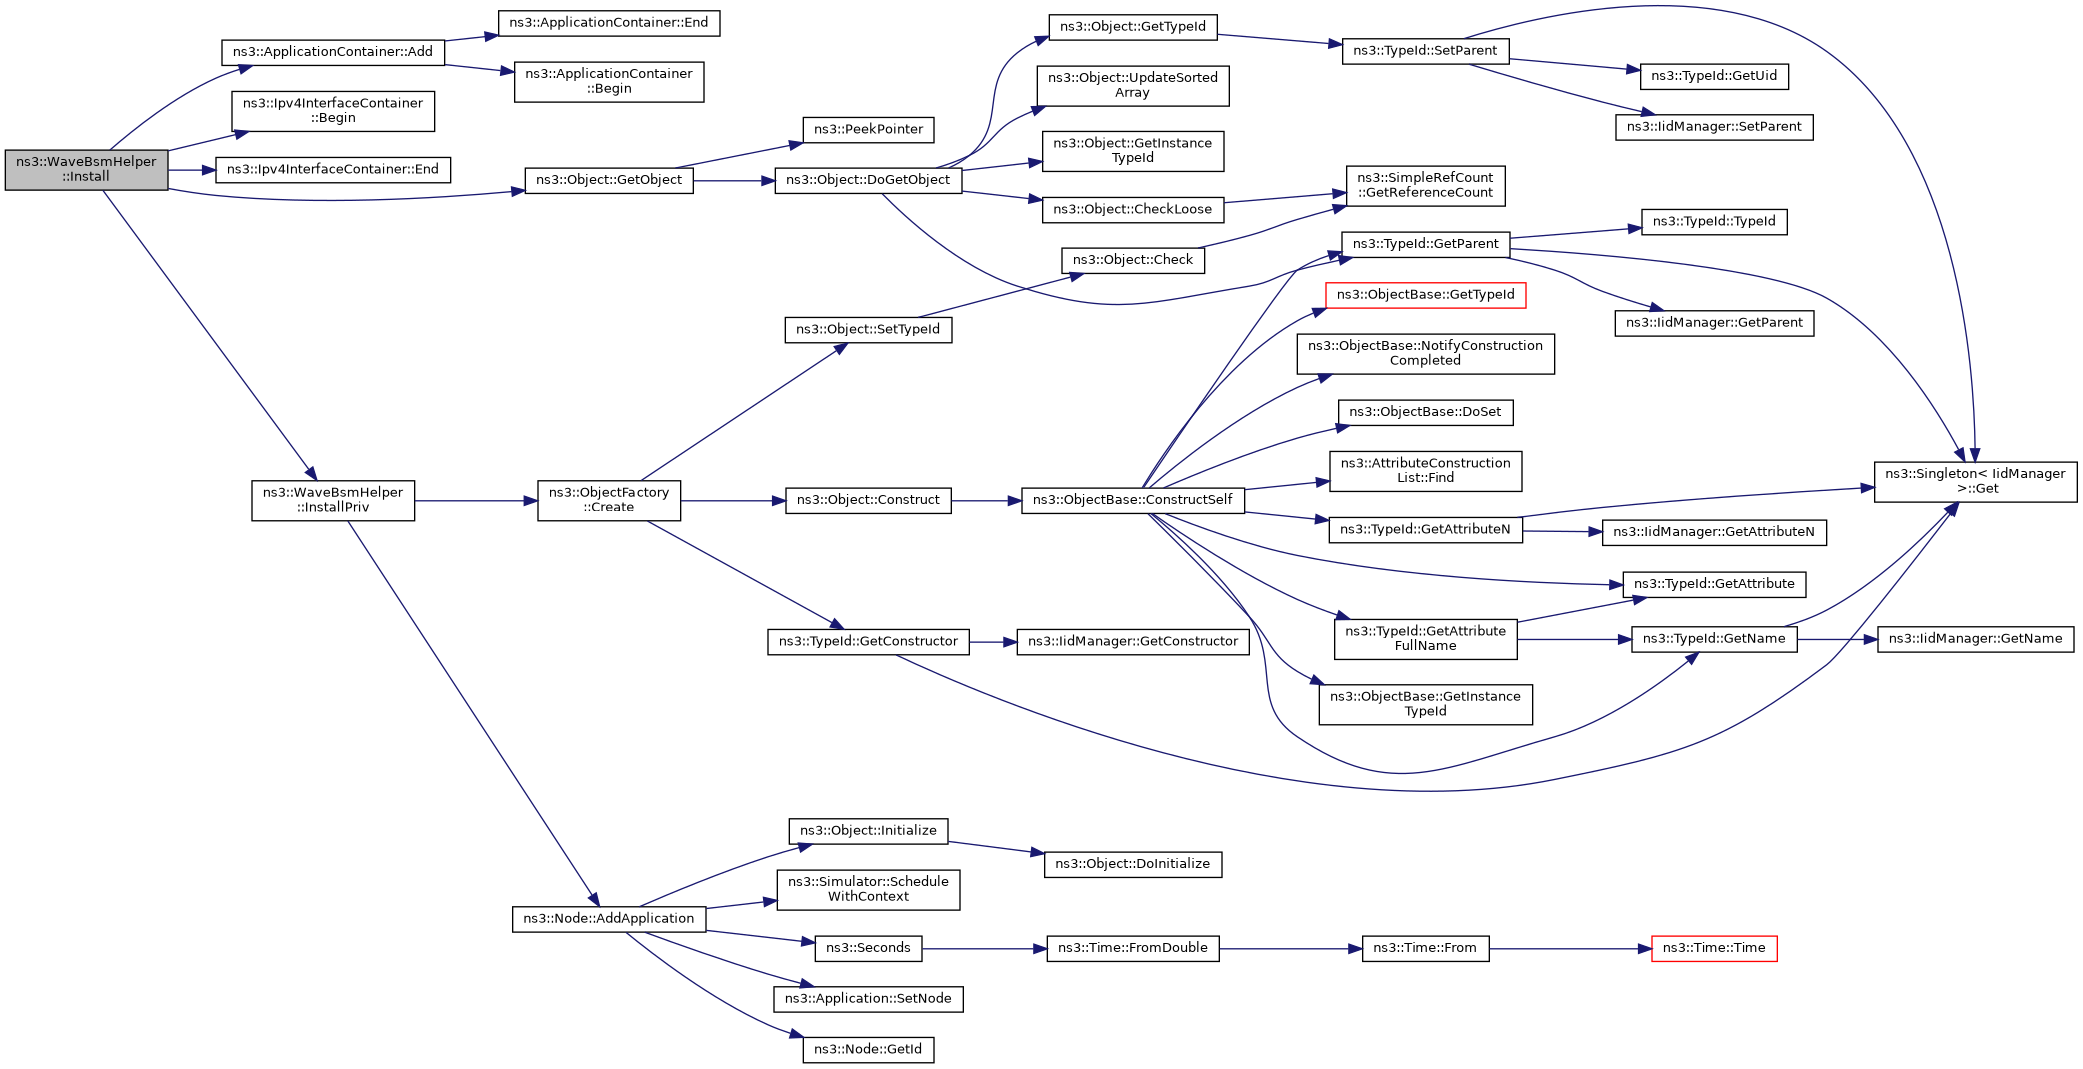 ns3::WaveBsmHelper
::Install
ns3::ApplicationContainer::Add
ns3::ApplicationContainer::End
ns3::ApplicationContainer
::Begin
ns3::Ipv4InterfaceContainer
::Begin
ns3::Ipv4InterfaceContainer::End
ns3::Object::GetObject
ns3::PeekPointer
ns3::Object::DoGetObject
ns3::Object::GetTypeId
ns3::Object::UpdateSorted
Array
ns3::Object::GetInstance
TypeId
ns3::Object::CheckLoose
ns3::TypeId::SetParent
ns3::TypeId::GetUid
ns3::IidManager::SetParent
ns3::SimpleRefCount
::GetReferenceCount
ns3::TypeId::GetParent
ns3::TypeId::TypeId
ns3::IidManager::GetParent
ns3::Singleton< IidManager
>::Get
ns3::WaveBsmHelper
::InstallPriv
ns3::ObjectFactory
::Create
ns3::Object::SetTypeId
ns3::Object::Check
ns3::Object::Construct
ns3::ObjectBase::ConstructSelf
ns3::ObjectBase::GetTypeId
ns3::ObjectBase::NotifyConstruction
Completed
ns3::ObjectBase::DoSet
ns3::AttributeConstruction
List::Find
ns3::TypeId::GetAttributeN
ns3::IidManager::GetAttributeN
ns3::TypeId::GetAttribute
ns3::TypeId::GetAttribute
FullName
ns3::TypeId::GetName
ns3::IidManager::GetName
ns3::ObjectBase::GetInstance
TypeId
ns3::TypeId::GetConstructor
ns3::IidManager::GetConstructor
ns3::Node::AddApplication
ns3::Object::Initialize
ns3::Object::DoInitialize
ns3::Simulator::Schedule
WithContext
ns3::Seconds
ns3::Time::FromDouble
ns3::Time::From
ns3::Time::Time
ns3::Application::SetNode
ns3::Node::GetId